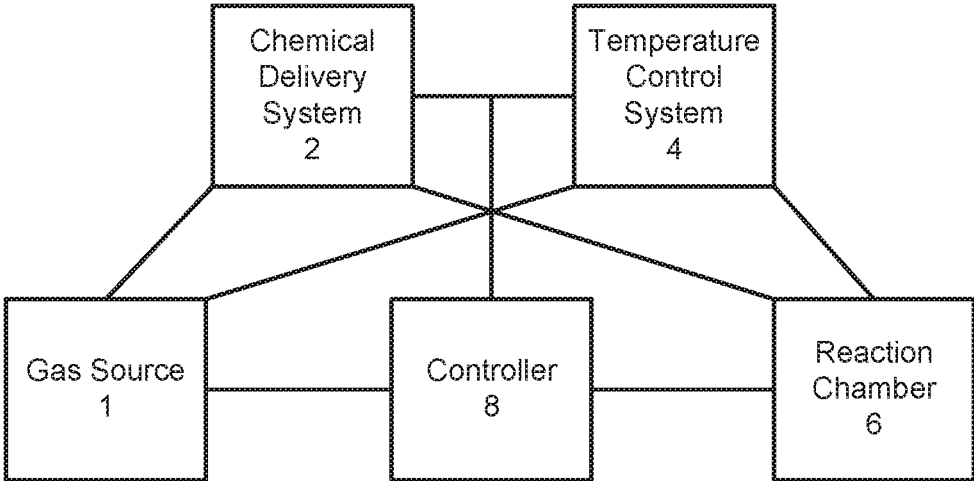 Chemical
Delivery
System
2
Temperature
Control
System
4
Gas Source
1
Controller
8
Reaction
Chamber
6